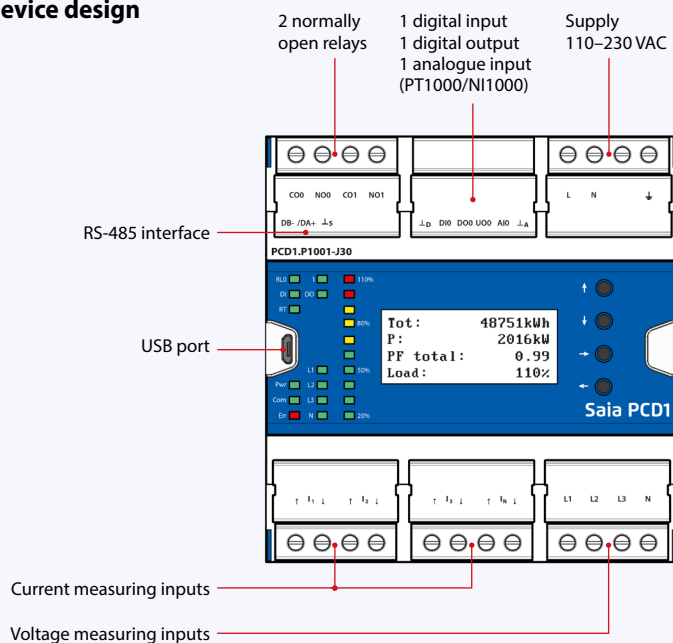 evice design
2 normally
open relays
1 digital input
1 digital output
1 analogue input
(PT1000/NI1000)
Supply
110–230 VAC
CO0 NO0 CO1 NO1
DB- /DA+ ⊥S
⊥D DI0 DO0 UO0 AI0 ⊥A
L N ⏚
RS-485 interface
PCD1.P1001-J30
RL0 1 110%
DI DO
RT
80%
↑
↓
→
←
Tot: 48751kWh
P: 2016kW
PF total: 0.99
Load: 110%
USB port
L1 50%
Pwr L2
Com L3
Err N 20%
Saia PCD1
↑ I1 ↓ ↑ I2 ↓
↑ I3 ↓ ↑ IN ↓
L1 L2 L3 N
Current measuring inputs
Voltage measuring inputs